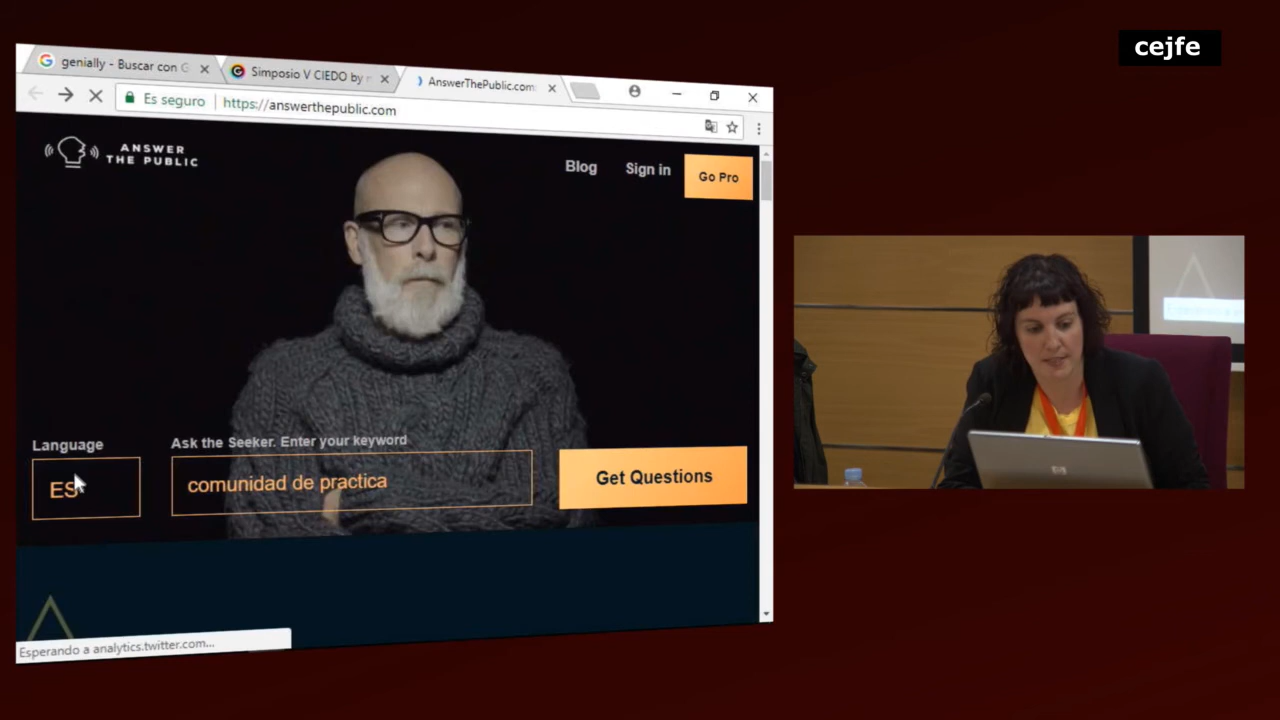 cejfe
genially - Buscar con G
Simposio V CIEDO by
AnswerThePublic.com
Es seguro
https://answerthepublic.com
ANSWER
THE PUBLIC
Blog
Sign in
Go Pro
Language
Ask the Seeker. Enter your keyword
ES
comunidad de practica
Get Questions
Esperando a analytics.twitter.com...